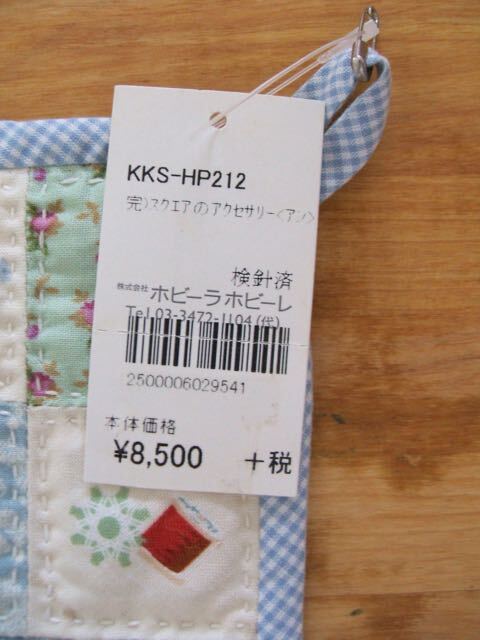 KKS-HP212
完)スクエアのアクセサリー<アン>
検針済
株式会社 ホビーラホビーレ
Tel 03-3472-1104(代)
2500006029541
本体価格
¥8,500 +税